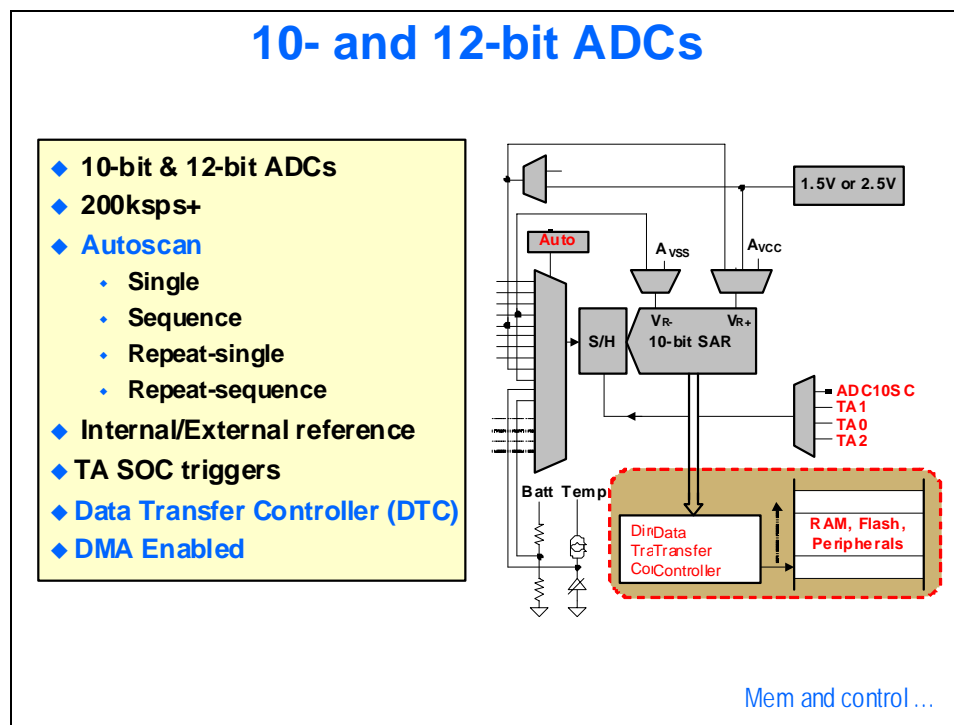 10- and 12-bit ADCs
10-bit & 12-bit ADCs
200ksps+
Autoscan
Single
Sequence
Repeat-single
Repeat-sequence
Internal/External reference
TA SOC triggers
Data Transfer Controller (DTC)
DMA Enabled
1.5V or 2.5V
Auto
AVSS
AVCC
VR-
VR+
S/H
10-bit SAR
ADC10SC
TA1
TA0
TA2
Batt
Temp
Data
Transfer
Controller
RAM, Flash,
Peripherals
Mem and control …